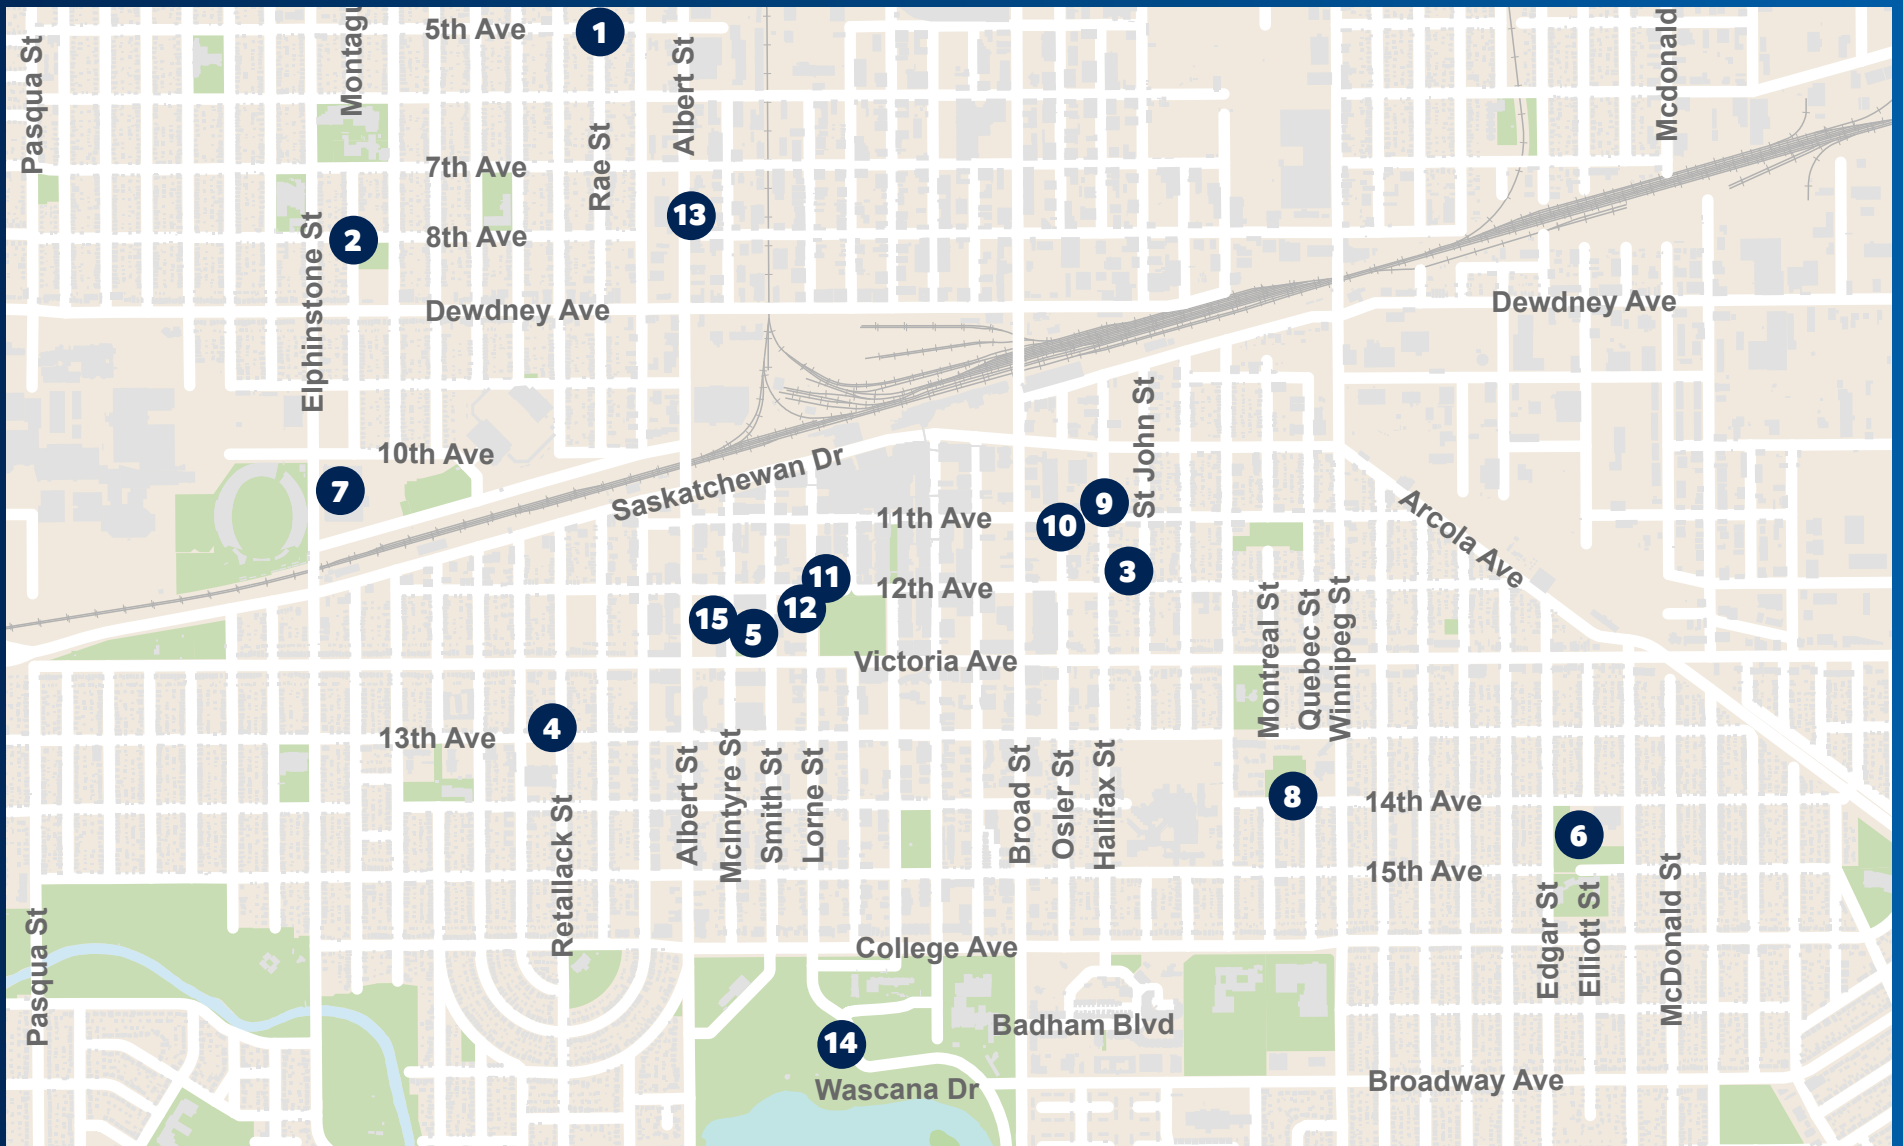 5th Ave
1
Pasqua St
Montagu
Albert St
Mcdonald
Rae St
7th Ave
13
2
8th Ave
Elphinstone St
Dewdney Ave
Dewdney Ave
10th Ave
7
Saskatchewan Dr
St John St
9
10
11th Ave
Arcola Ave
3
11
12th Ave
12
15
5
Montreal St
Quebec St
Winnipeg St
Victoria Ave
4
13th Ave
Albert St
McIntyre St
Smith St
Lorne St
Broad St
Osler St
Halifax St
8
14th Ave
6
Retallack St
15th Ave
Edgar St
Elliott St
McDonald St
Pasqua St
College Ave
14
Badham Blvd
Wascana Dr
Broadway Ave